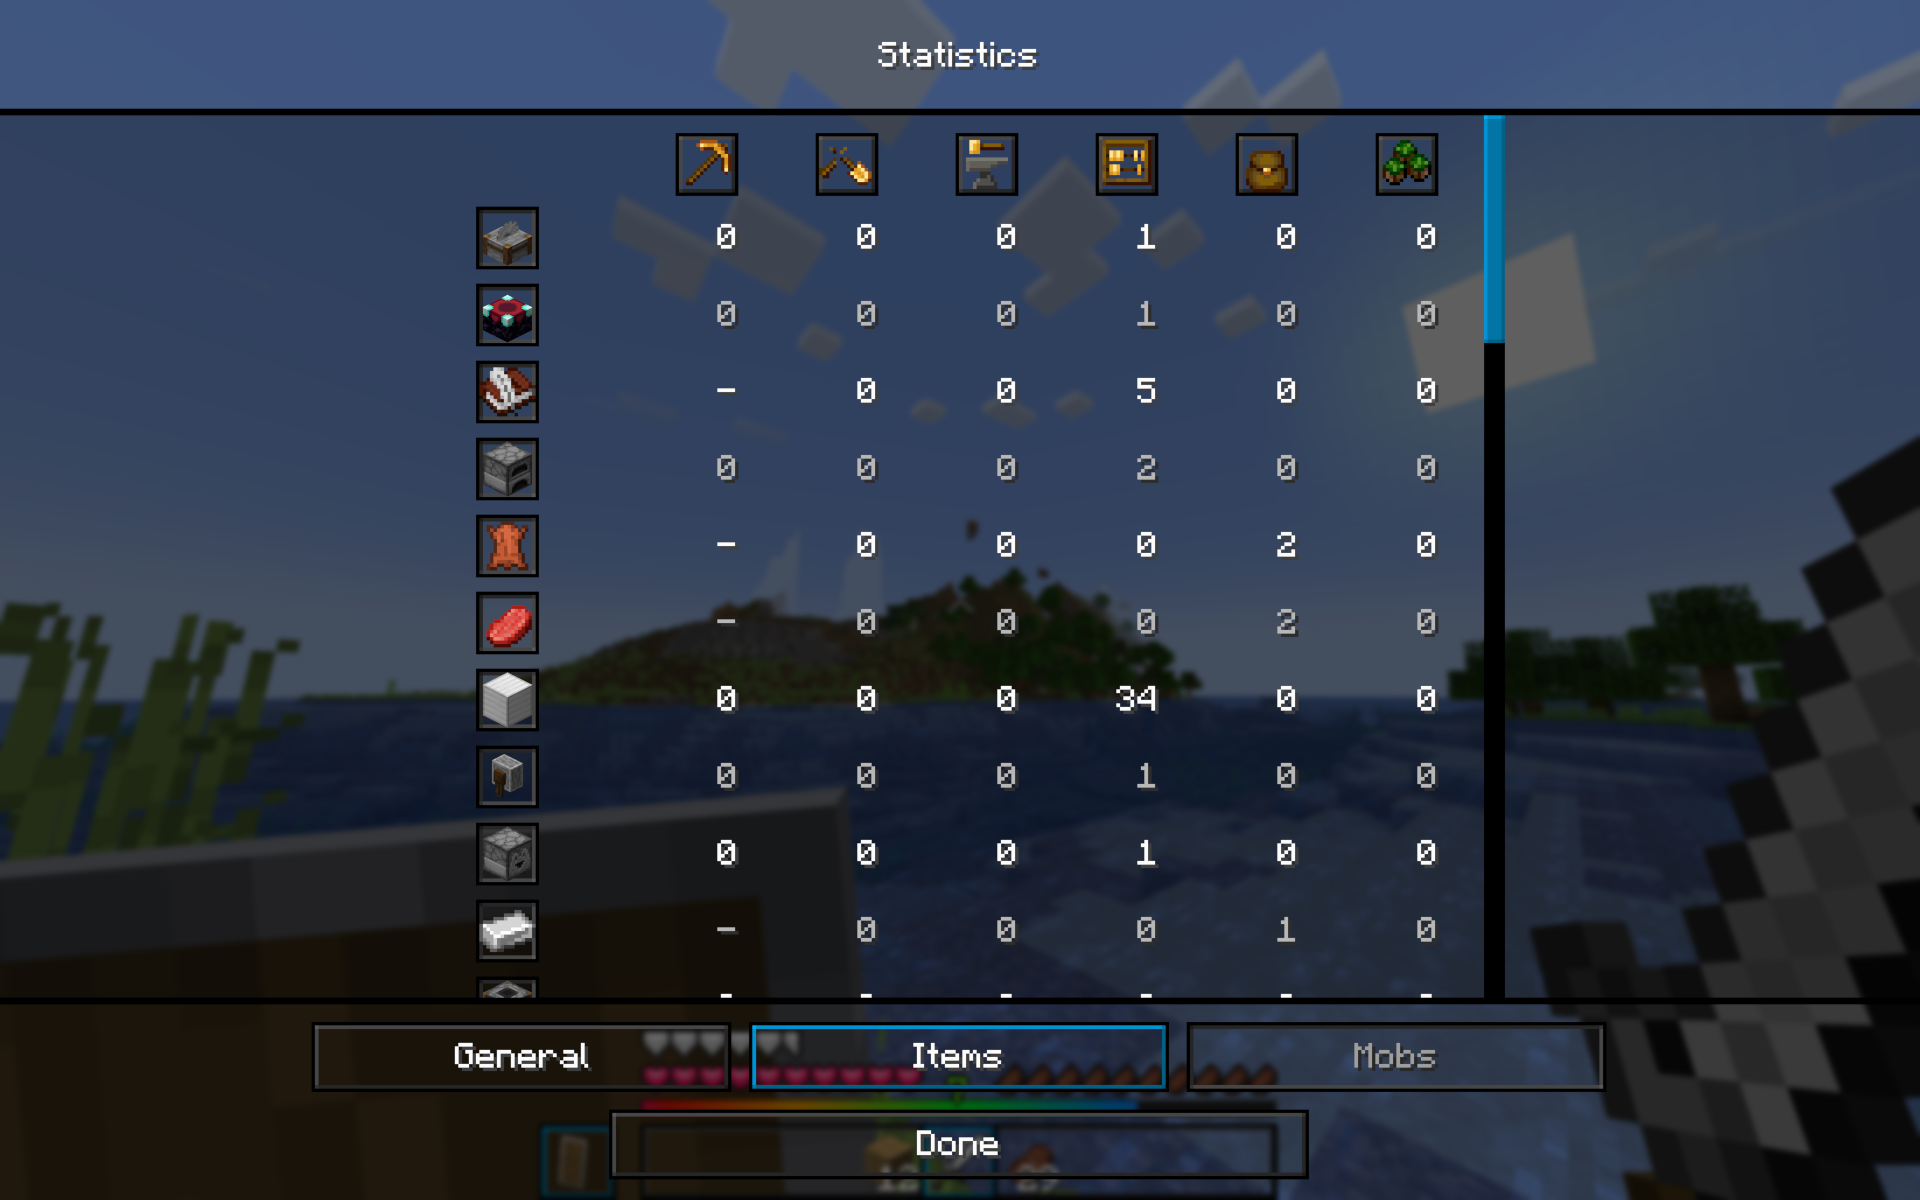 Statistics
0 0 0 1 0 0
0 0 0 1 0 0
- 0 0 5 0 0
0 0 0 2 0 0
- 0 0 0 2 0
- 0 0 0 2 0
0 0 0 34 0 0
0 0 0 1 0 0
0 0 0 1 0 0
- 0 0 0 1 0
General Items Mobs
Done